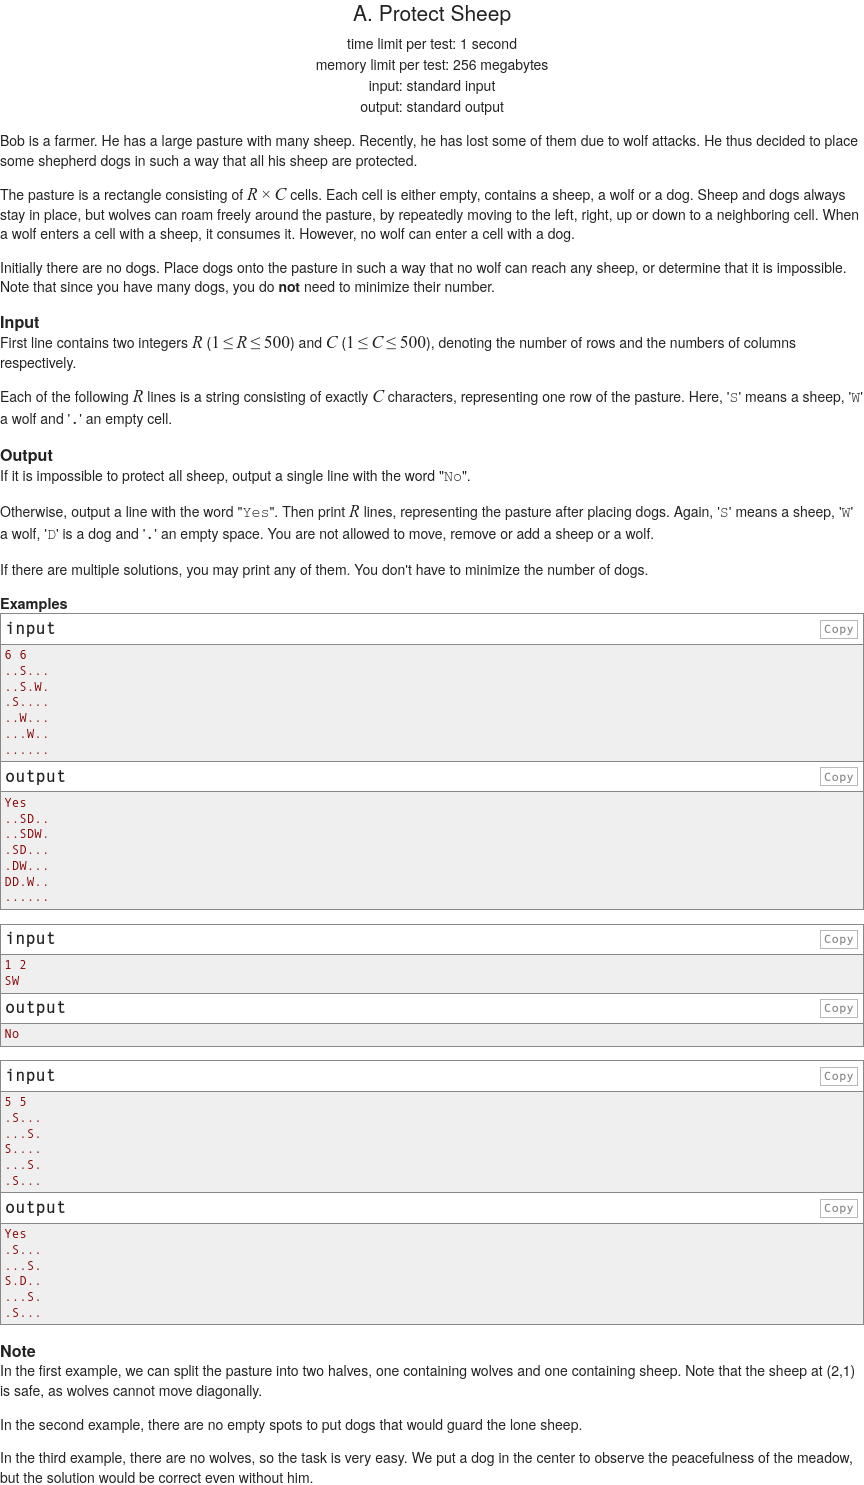 A. Protect Sheep
time limit per test: 1 second
memory limit per test: 256 megabytes
input: standard input
output: standard output
Bob is a farmer. He has a large pasture with many sheep. Recently, he has lost some of them due to wolf attacks. He thus decided to place
some shepherd dogs in such a way that all his sheep are protected.
The pasture is a rectangle consisting of R × C cells. Each cell is either empty, contains a sheep, a wolf or a dog. Sheep and dogs always
stay in place, but wolves can roam freely around the pasture, by repeatedly moving to the left, right, up or down to a neighboring cell. When
a wolf enters a cell with a sheep, it consumes it. However, no wolf can enter a cell with a dog.
Initially there are no dogs. Place dogs onto the pasture in such a way that no wolf can reach any sheep, or determine that it is impossible.
Note that since you have many dogs, you do not need to minimize their number.
Input
First line contains two integers R (1 ≤ R ≤ 500) and C (1 ≤ C ≤ 500), denoting the number of rows and the numbers of columns
respectively.
Each of the following R lines is a string consisting of exactly C characters, representing one row of the pasture. Here, 'S' means a sheep, 'W'
a wolf and '.' an empty cell.
Output
If it is impossible to protect all sheep, output a single line with the word "No".
Otherwise, output a line with the word "Yes". Then print R lines, representing the pasture after placing dogs. Again, 'S' means a sheep, 'W'
a wolf, 'D' is a dog and '.' an empty space. You are not allowed to move, remove or add a sheep or a wolf.
If there are multiple solutions, you may print any of them. You don't have to minimize the number of dogs.
Examples
input Copy
6 6
..S...
..S.W.
.S....
..W...
...W..
......
output Copy
Yes
..SD..
..SDW.
.SD...
.DW...
DD.W..
......
input Copy
1 2
SW
output Copy
No
input Copy
5 5
.S...
...S.
S....
...S.
.S...
output Copy
Yes
.S...
...S.
S.D..
...S.
.S...
Note
In the first example, we can split the pasture into two halves, one containing wolves and one containing sheep. Note that the sheep at (2,1)
is safe, as wolves cannot move diagonally.
In the second example, there are no empty spots to put dogs that would guard the lone sheep.
In the third example, there are no wolves, so the task is very easy. We put a dog in the center to observe the peacefulness of the meadow,
but the solution would be correct even without him.